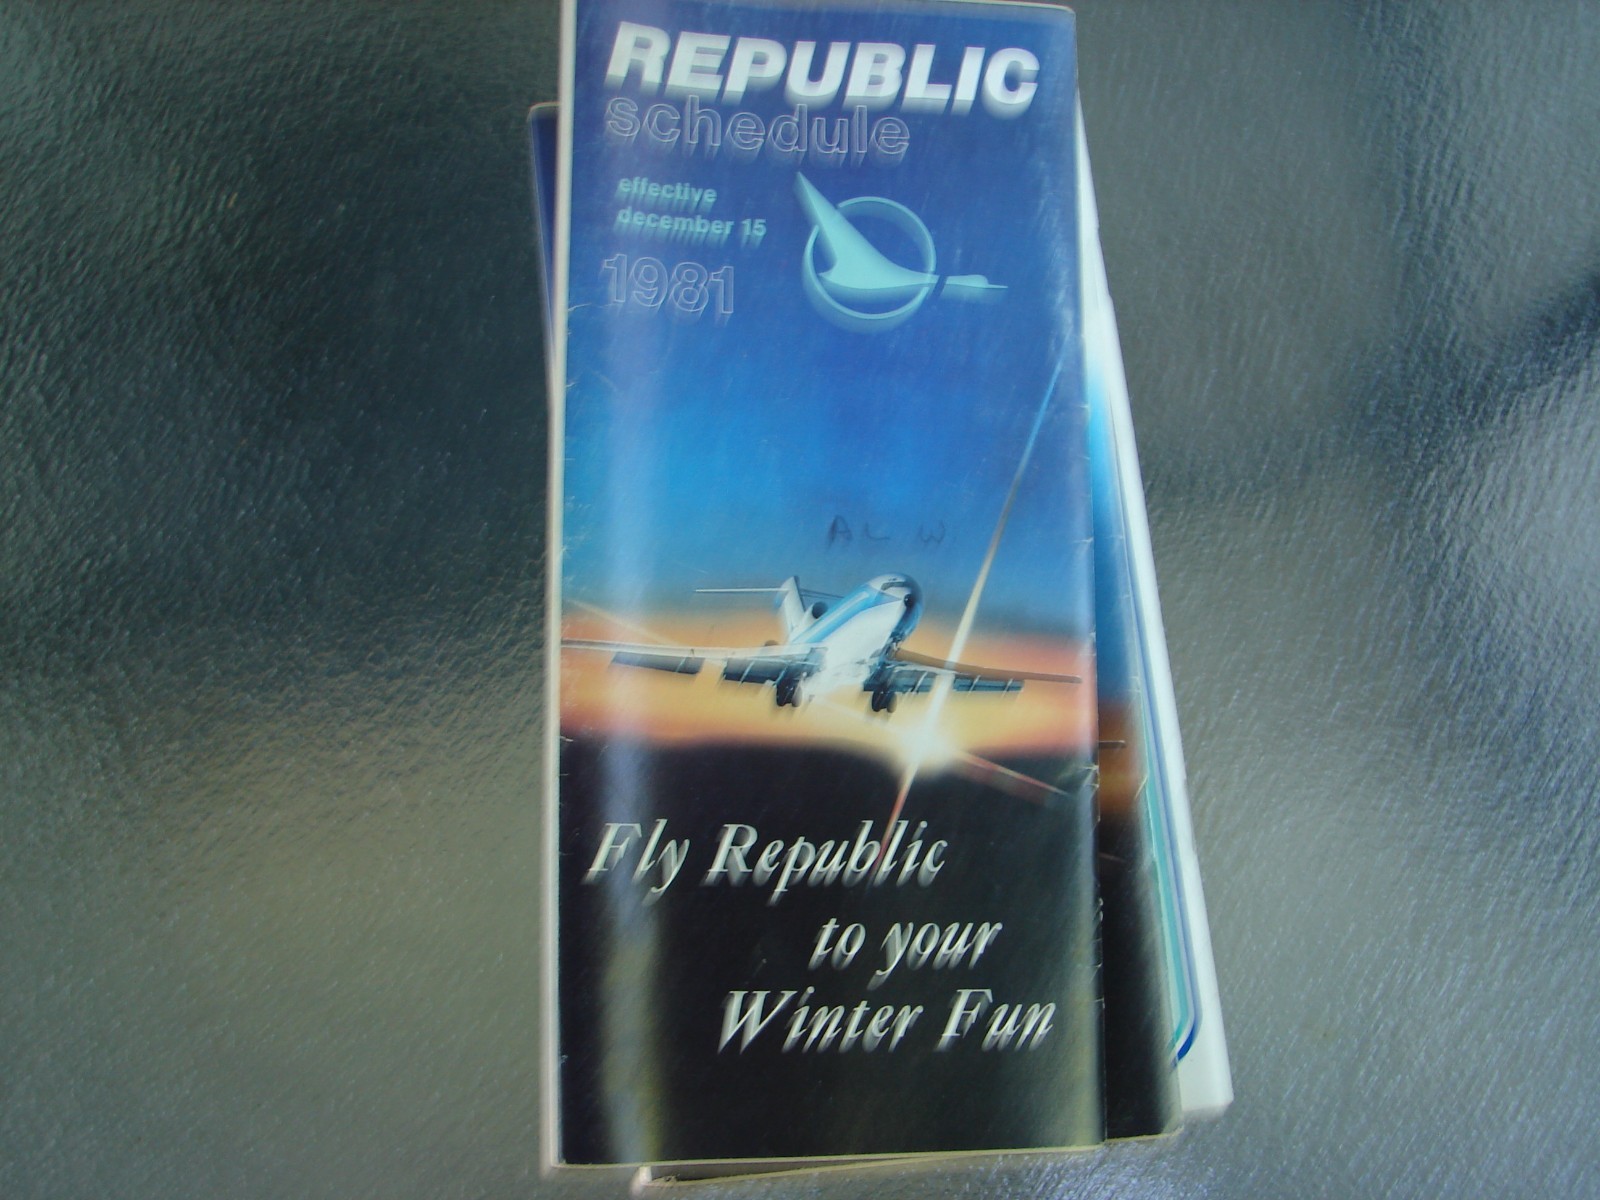 REPUBLIC
schedule
effective
december 15
1981
A L W
Fly Republic
to your
Winter Fun